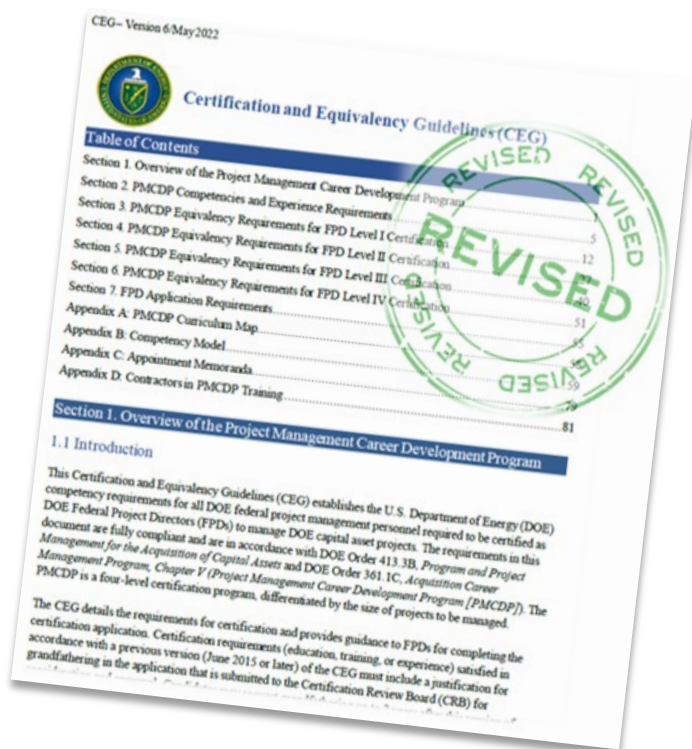 CEG– Version 6/May2022
Certification and Equivalency Guidelines (CEG)
Table of Contents
Section 1. Overview of the Project Management Career Development Program 1
Section 2. PMCDP Competencies and Experience Requirements 5
Section 3. PMCDP Equivalency Requirements for FPD Level I Certification 12
Section 4. PMCDP Equivalency Requirements for FPD Level II Certification
Section 5. PMCDP Equivalency Requirements for FPD Level III Certification 40
Section 6. PMCDP Equivalency Requirements for FPD Level IV Certification 51
Section 7. FPD Application Requirements 55
Appendix A: PMCDP Curriculum Map
Appendix B: Competency Model 59
Appendix C: Appointment Memoranda 79
Appendix D: Contractors in PMCDP Training 81
REVISED
REVISED
REVISED
REVISED
REVISED
REVISED
REVISED
Section 1. Overview of the Project Management Career Development Program
1.1 Introduction
This Certification and Equivalency Guidelines (CEG) establishes the U.S. Department of Energy (DOE)
competency requirements for all DOE federal project management personnel required to be certified as
DOE Federal Project Directors (FPDs) to manage DOE capital asset projects. The requirements in this
document are fully compliant and are in accordance with DOE Order 413.3B, Program and Project
Management for the Acquisition of Capital Assets and DOE Order 361.1C, Acquisition Career
Management Program, Chapter V (Project Management Career Development Program [PMCDP]). The
PMCDP is a four-level certification program, differentiated by the size of projects to be managed.
The CEG details the requirements for certification and provides guidance to FPDs for completing the
certification application. Certification requirements (education, training, or experience) satisfied in
accordance with a previous version (June 2015 or later) of the CEG must include a justification for
grandfathering in the application that is submitted to the Certification Review Board (CRB) for